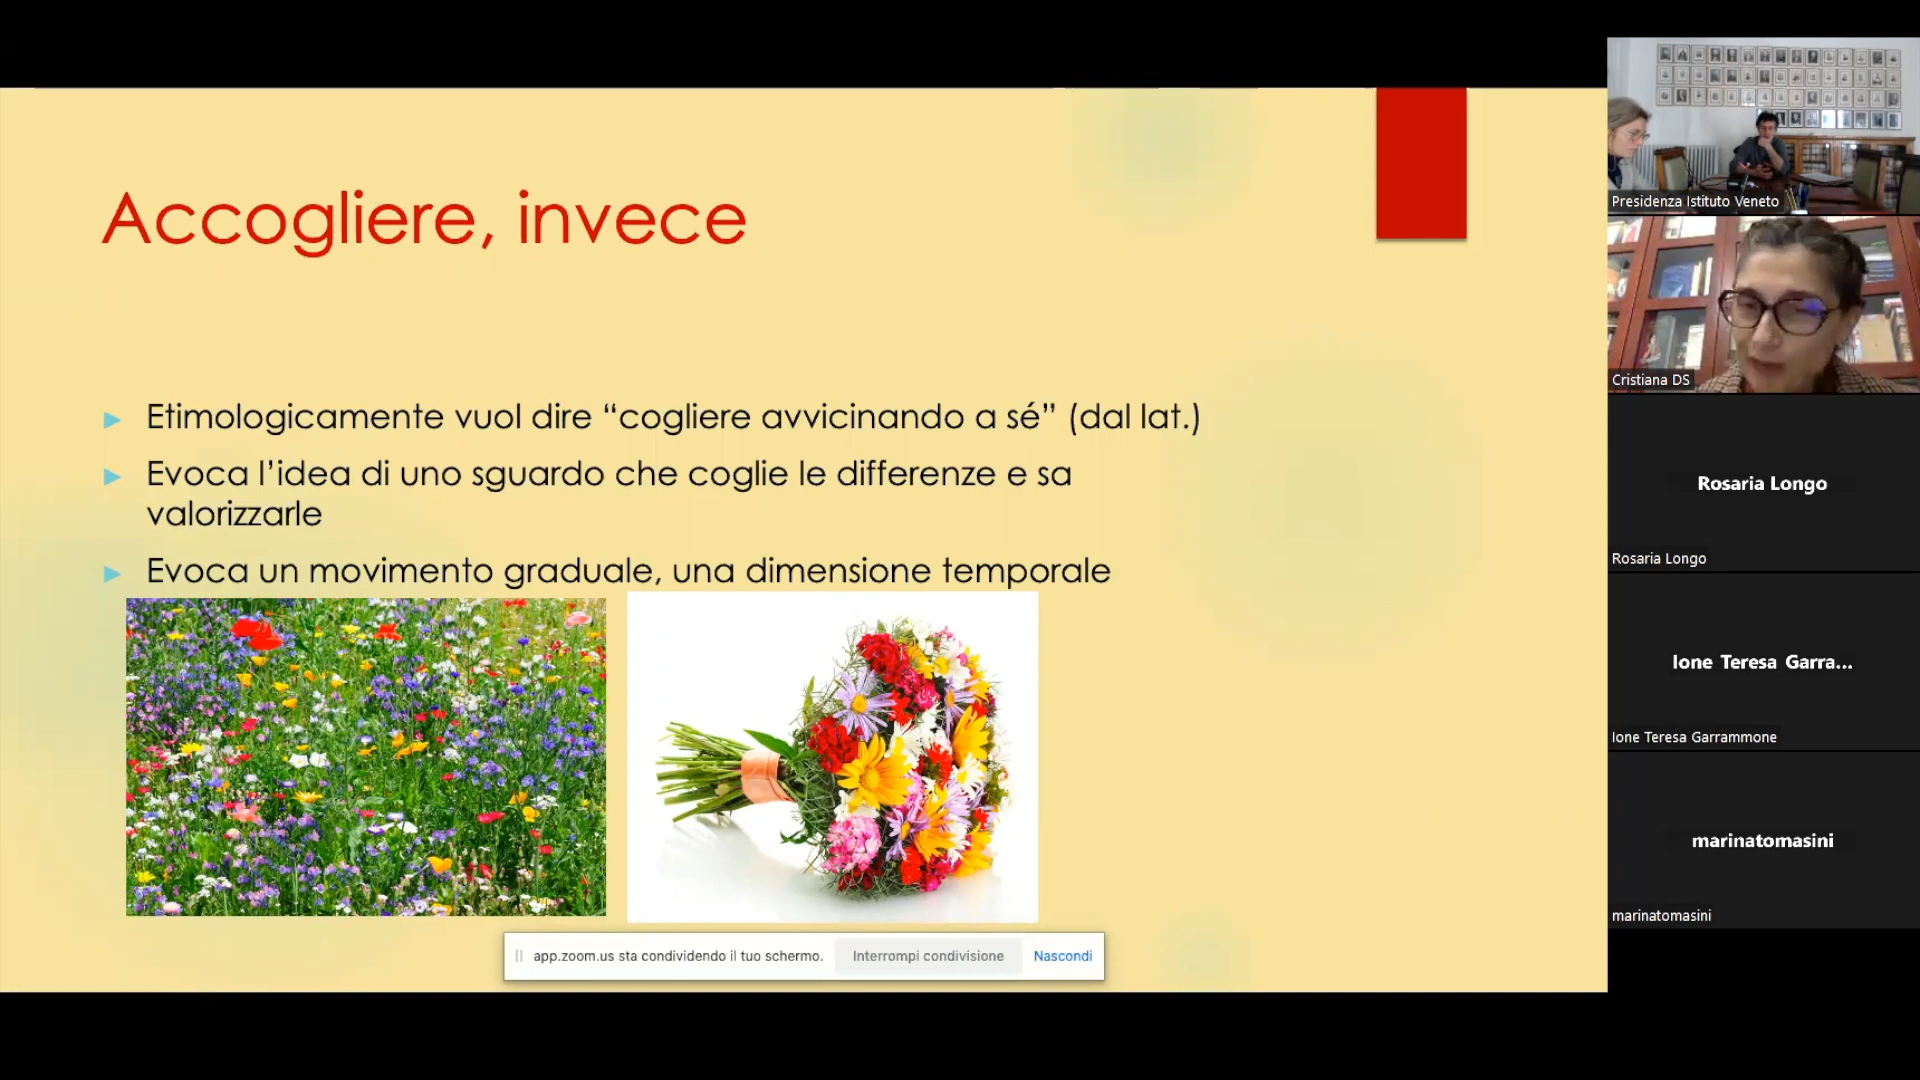 Accogliere, invece
Etimologicamente vuol dire “cogliere avvicinando a sé” (dal lat.)
Evoca l’idea di uno sguardo che coglie le differenze e sa
valorizzarle
Evoca un movimento graduale, una dimensione temporale
app.zoom.us sta condividendo il tuo schermo.
Interrompi condivisione
Nascondi
Presidenza Istituto Veneto
Cristiana DS
Rosaria Longo
Rosaria Longo
Ione Teresa Garra...
Ione Teresa Garrammone
marinatomasini
marinatomasini